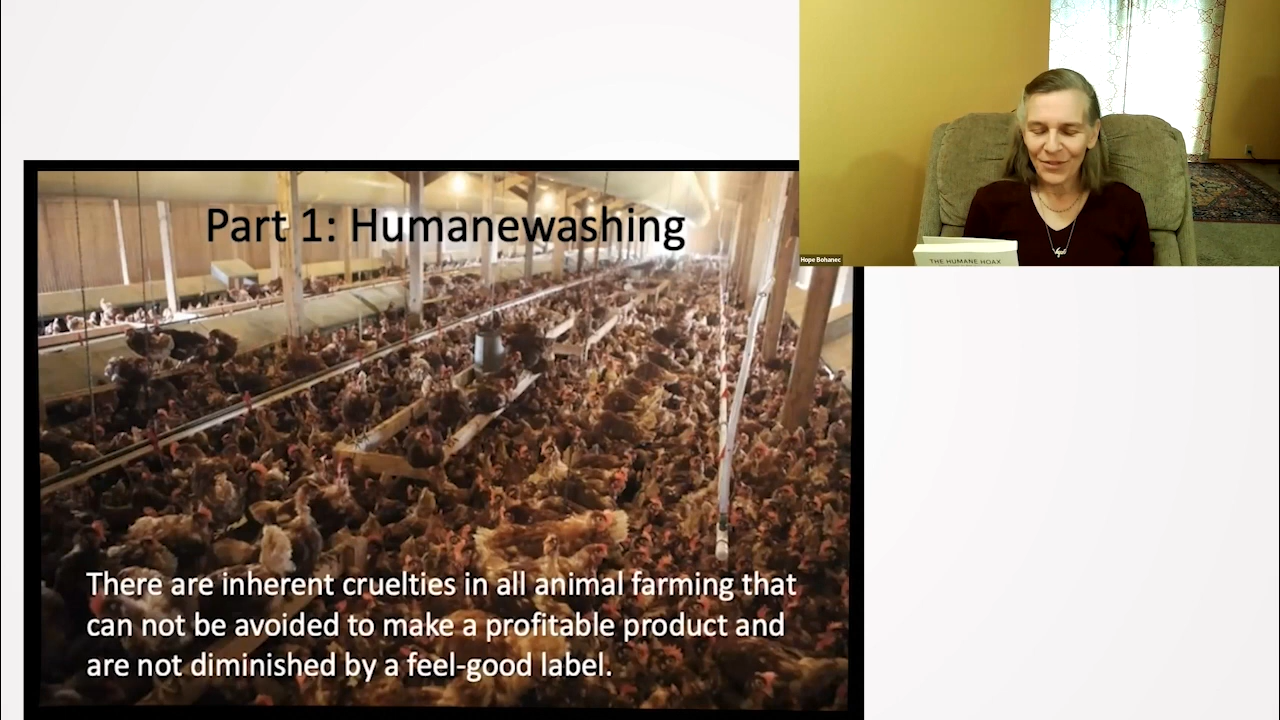 Part 1: Humanewashing
There are inherent cruelties in all animal farming that
can not be avoided to make a profitable product and
are not diminished by a feel-good label.
THE HUMANE HOAX
Hope Bohanec